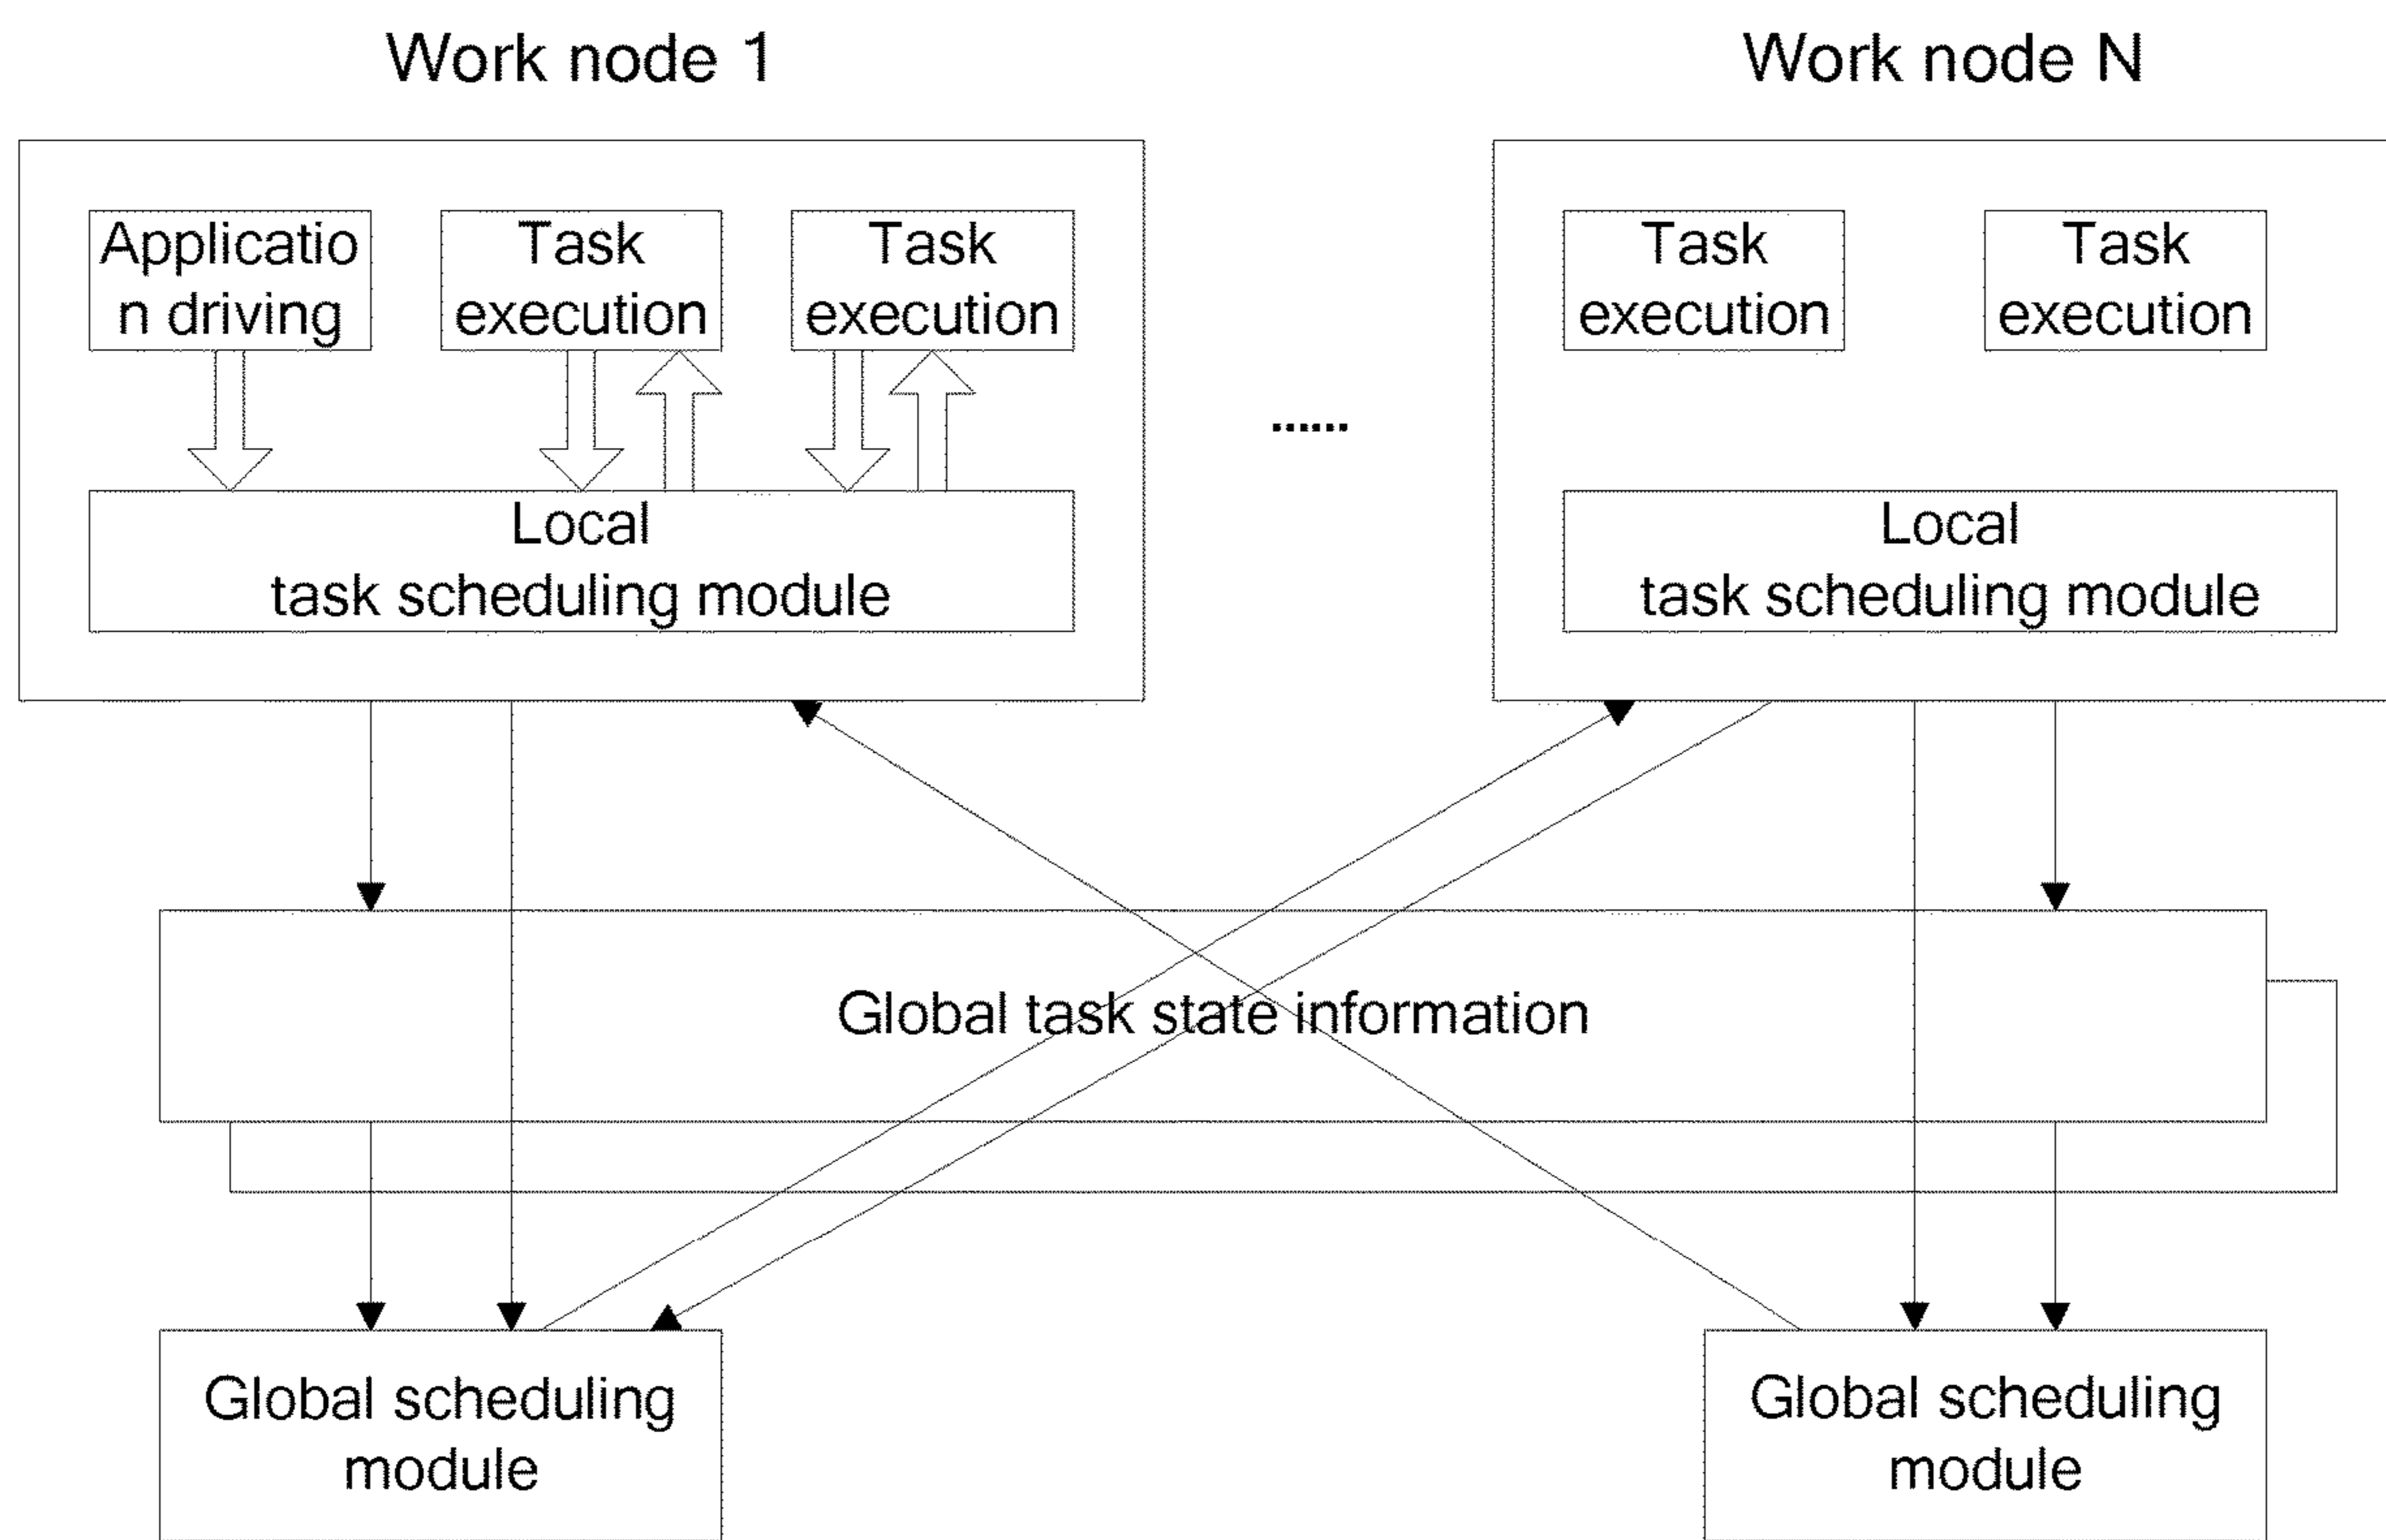 Work node 1
Work node N
Applicatio
n driving
Task
execution
Task
execution
Task
execution
Task
execution
......
Local
task scheduling module
Local
task scheduling module
Global task state information
Global scheduling
module
Global scheduling
module